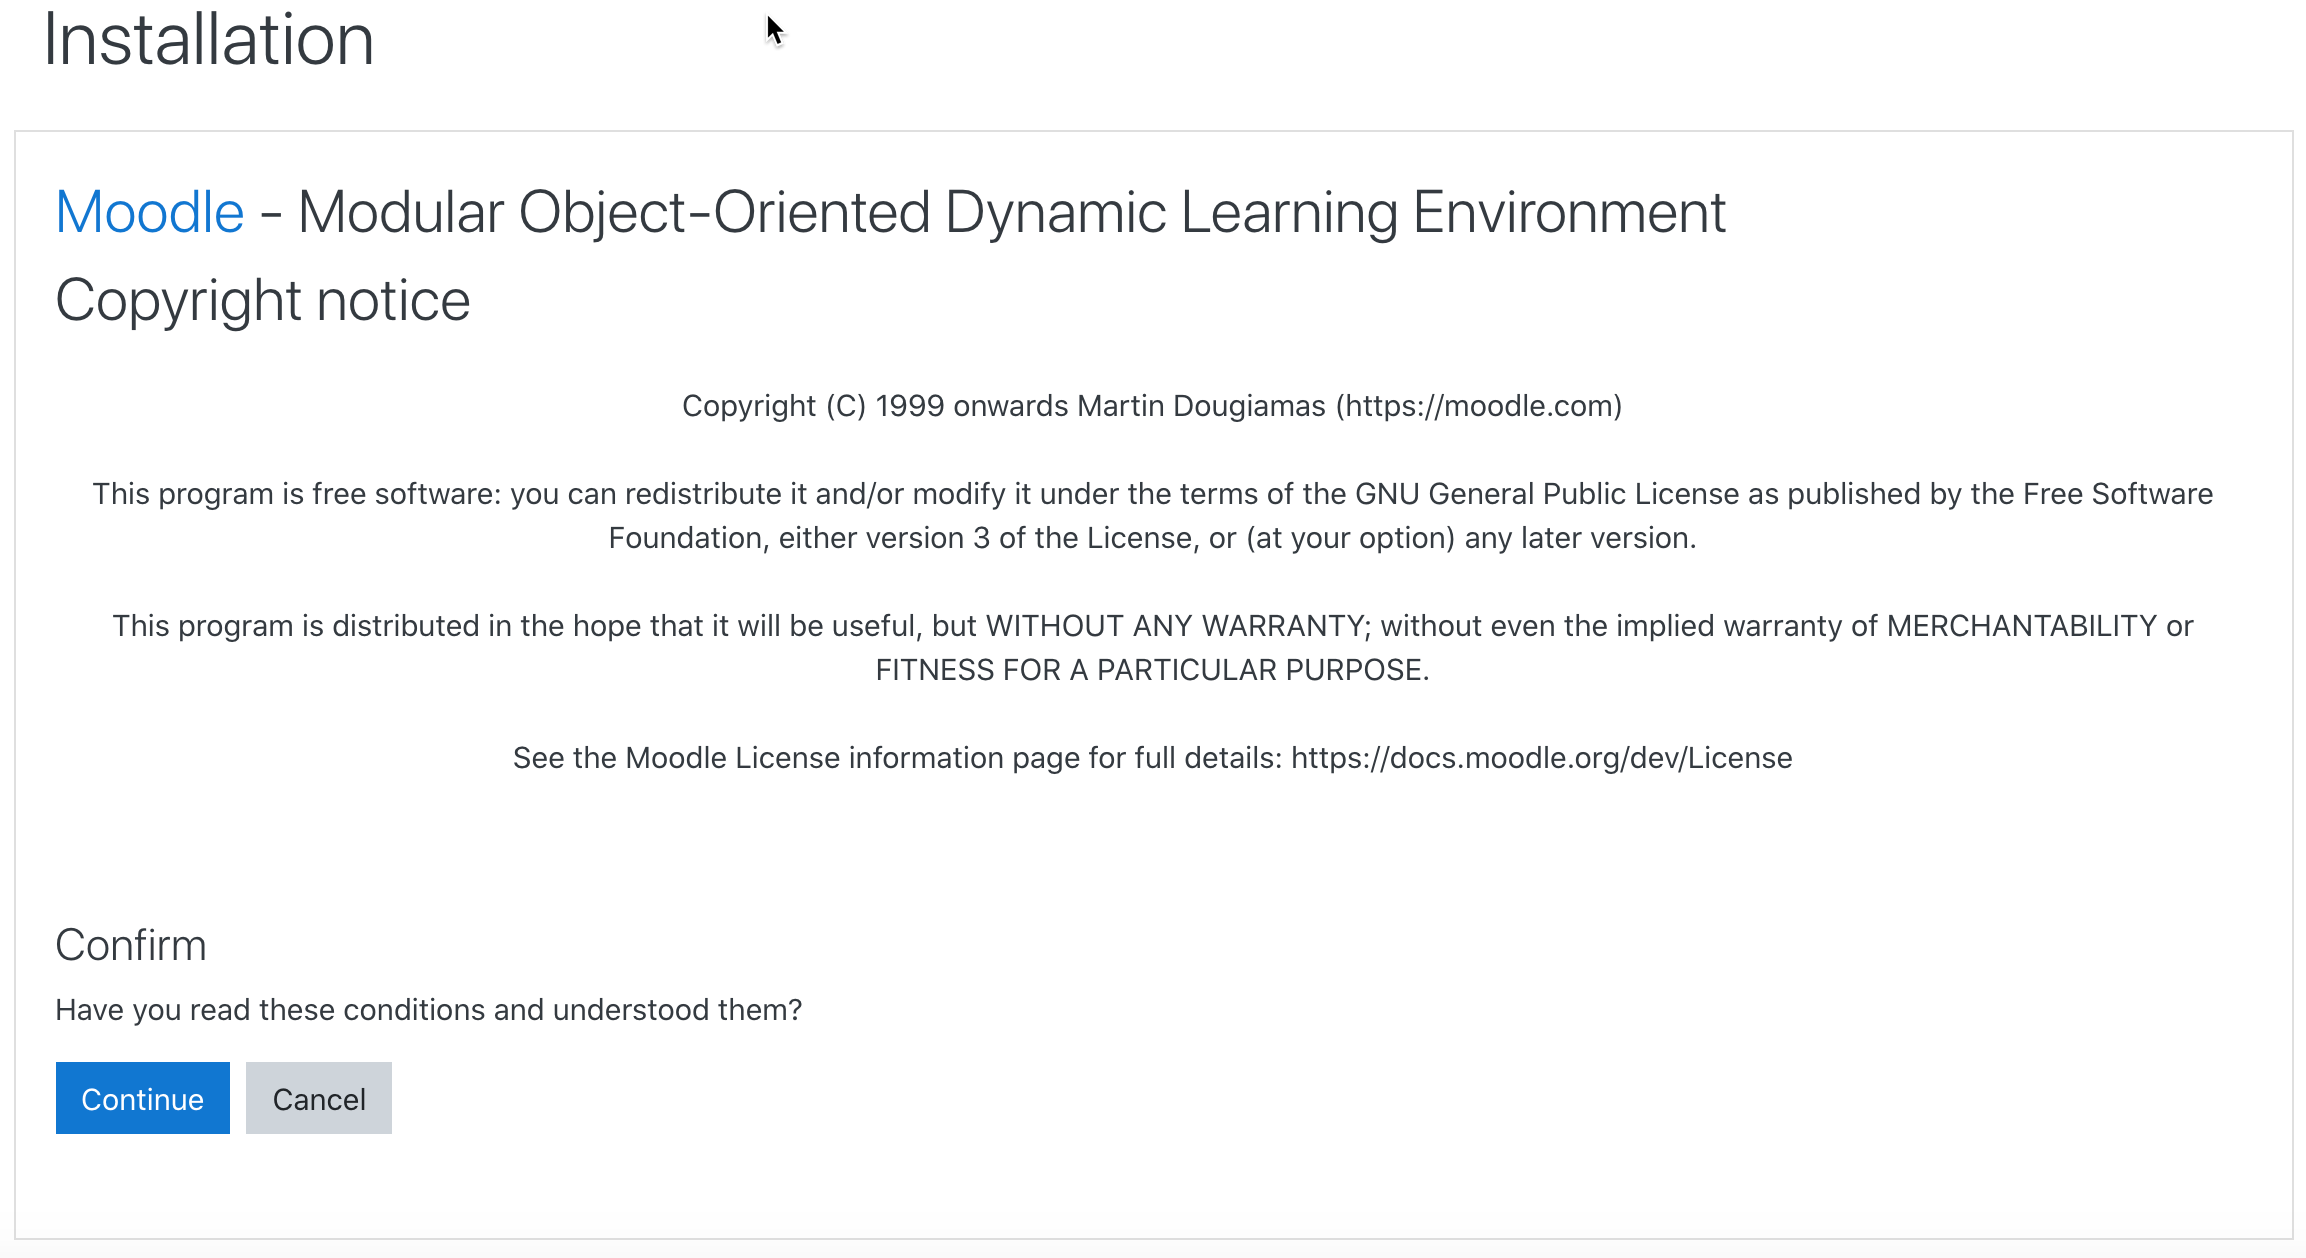 Installation
Moodle - Modular Object-Oriented Dynamic Learning Environment
Copyright notice
Copyright (C) 1999 onwards Martin Dougiamas (https://moodle.com)
This program is free software: you can redistribute it and/or modify it under the terms of the GNU General Public License as published by the Free Software
Foundation, either version 3 of the License, or (at your option) any later version.
This program is distributed in the hope that it will be useful, but WITHOUT ANY WARRANTY; without even the implied warranty of MERCHANTABILITY or
FITNESS FOR A PARTICULAR PURPOSE.
See the Moodle License information page for full details: https://docs.moodle.org/dev/License
Confirm
Have you read these conditions and understood them?
Continue
Cancel